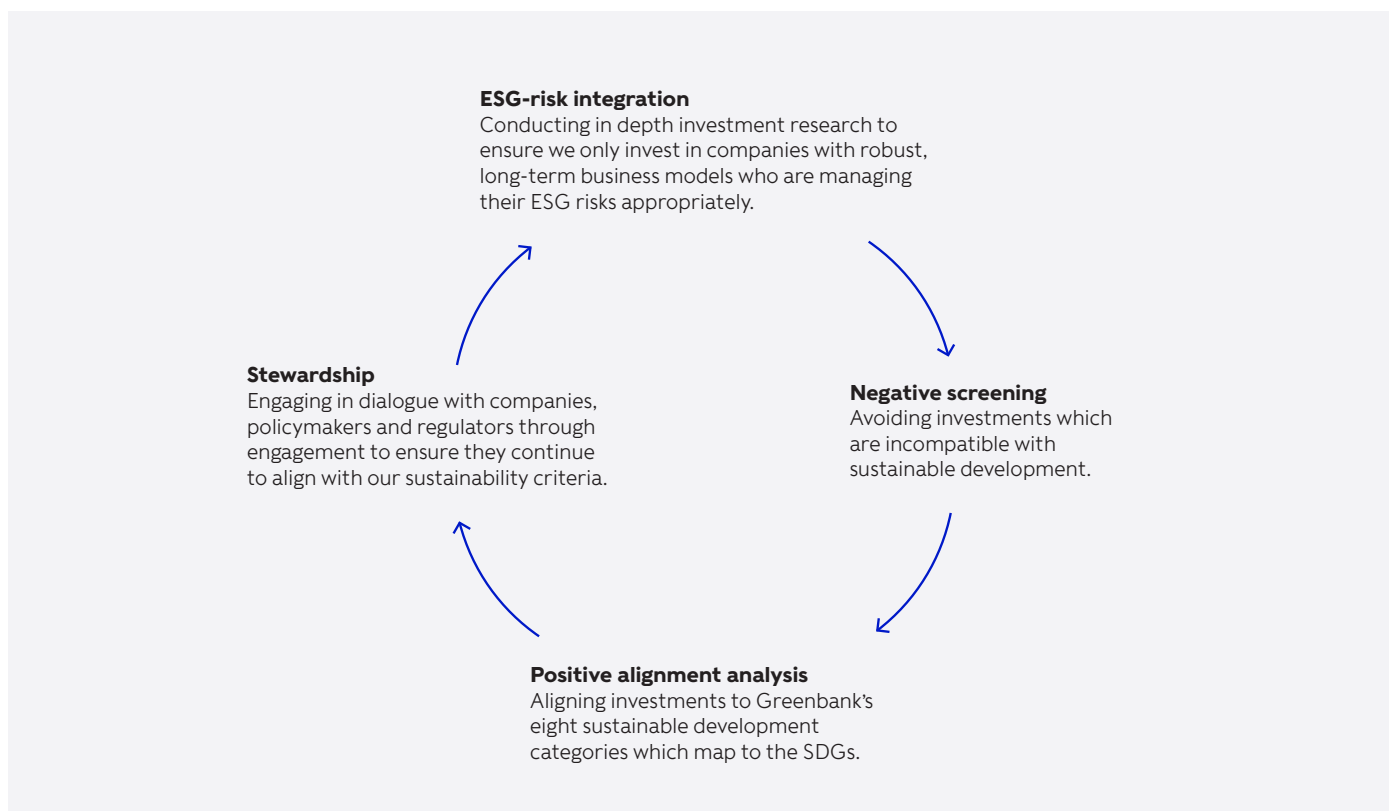 ESG-risk integration
Conducting in depth investment research to
ensure we only invest in companies with robust,
long-term business models who are managing
their ESG risks appropriately.
Stewardship
Engaging in dialogue with companies,
policymakers and regulators through
engagement to ensure they continue
to align with our sustainability criteria.
Negative screening
Avoiding investments which
are incompatible with
sustainable development.
Positive alignment analysis
Aligning investments to Greenbank’s
eight sustainable development
categories which map to the SDGs.